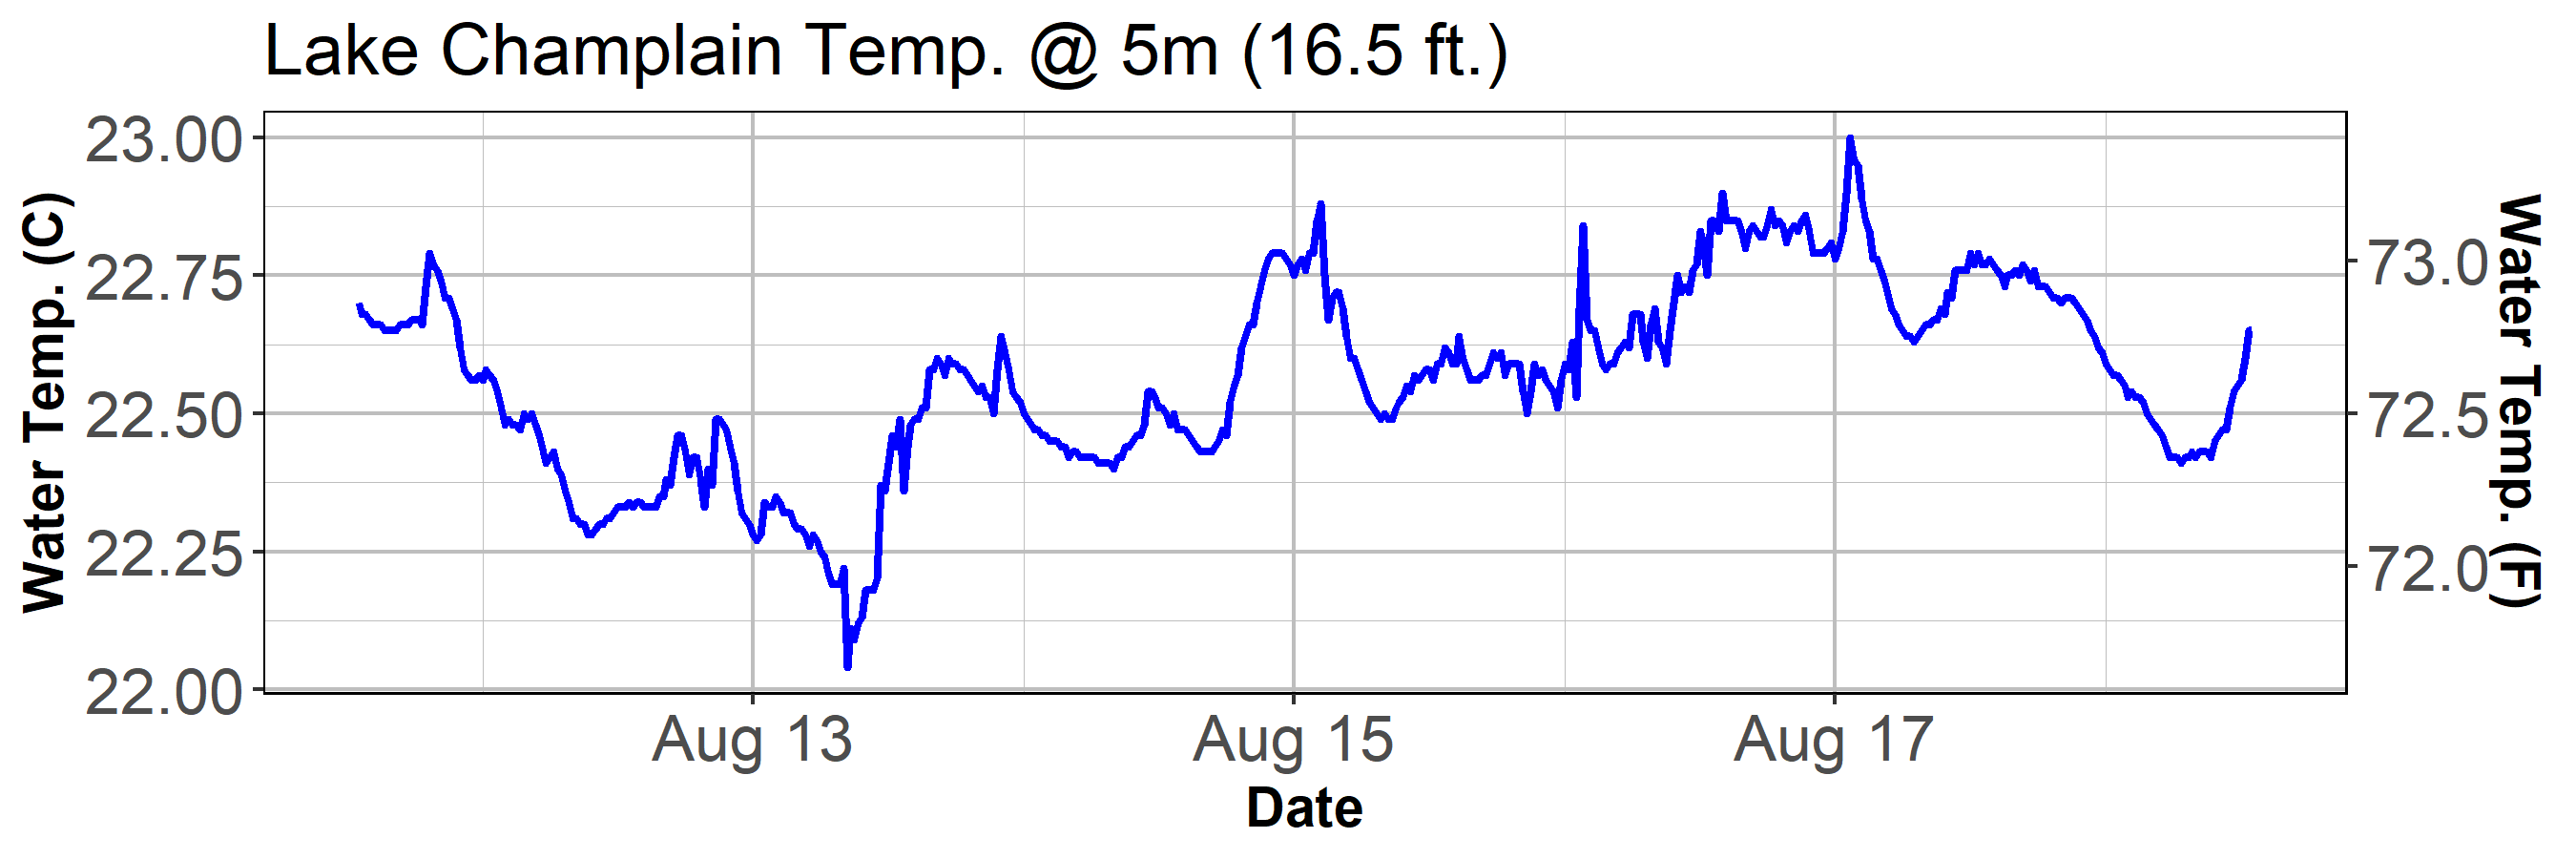 Lake Champlain Temp. @ 5m (16.5 ft.)
Water Temp. (C)
23.00
22.75
22.50
22.25
22.00
73.0
72.5
72.0
Water Temp. (F)
Aug 13
Aug 15
Aug 17
Date